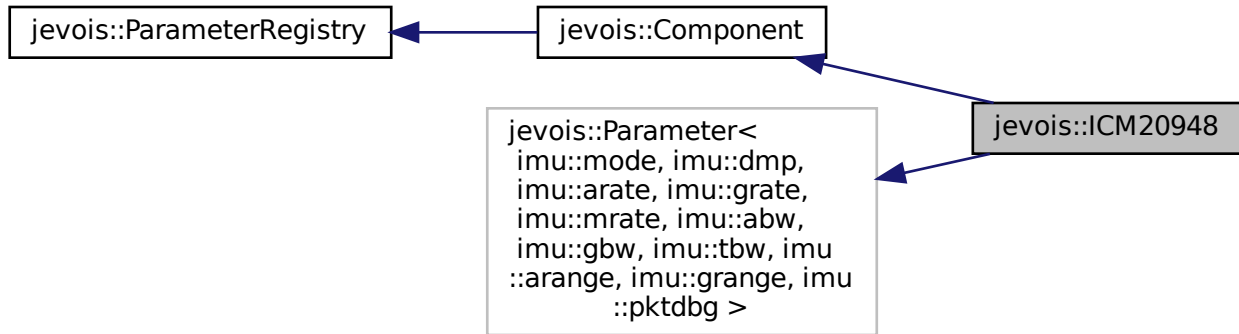 jevois::ParameterRegistry
jevois::Component
jevois::ICM20948
jevois::Parameter<
imu::mode, imu::dmp,
imu::arate, imu::grate,
imu::mrate, imu::abw,
imu::gbw, imu::tbw, imu
::arange, imu::grange, imu
::pktdbg >